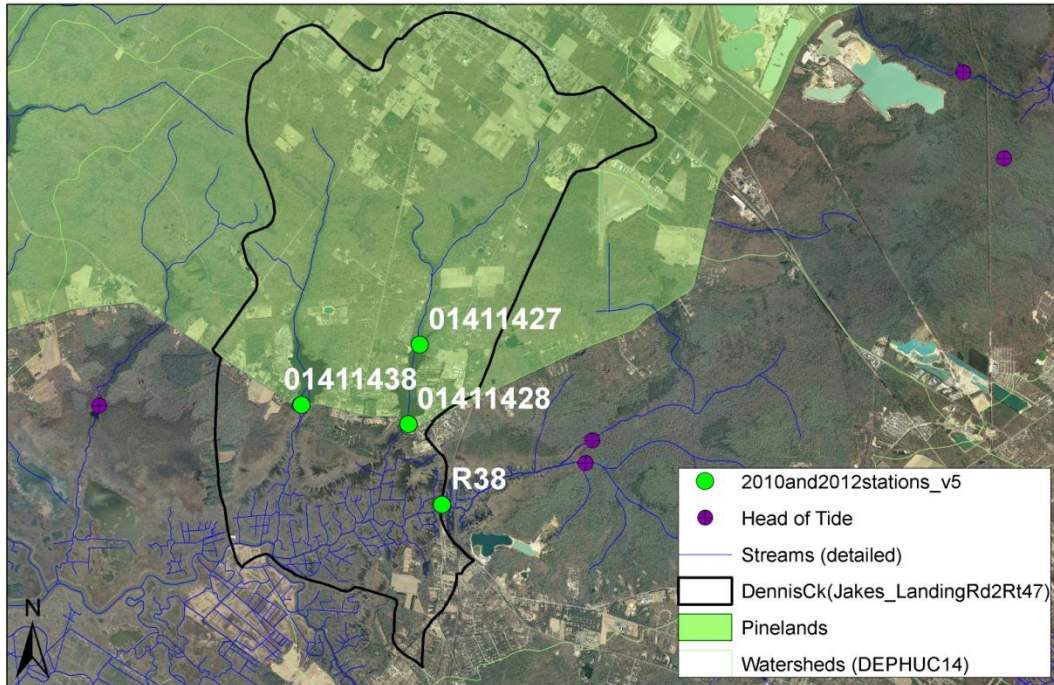 01411427
01411438
01411428
R38
N
2010and2012stations_v5
Head of Tide
Streams (detailed)
DennisCk(Jakes_LandingRd2Rt47)
Pinelands
Watersheds (DEPHUC14)